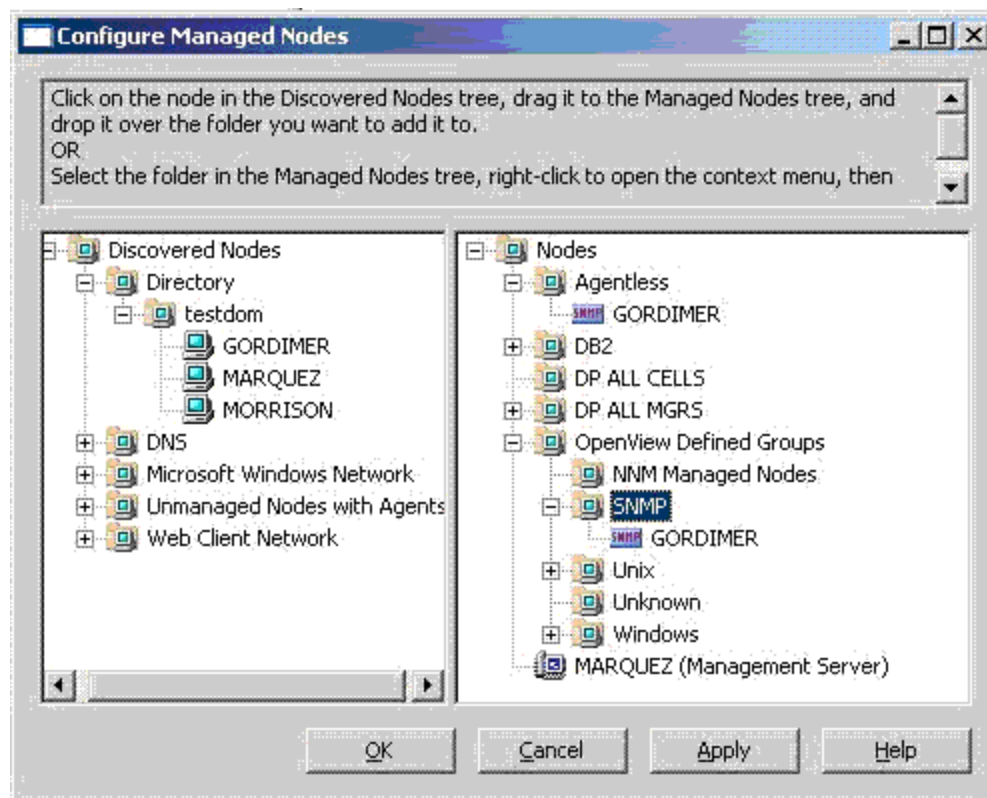 Configure Managed Nodes
Click on the node in the Discovered Nodes tree, drag it to the Managed Nodes tree, and
drop it over the folder you want to add it to.
OR
Select the folder in the Managed Nodes tree, right-click to open the context menu, then
Discovered Nodes
Directory
testdom
GORDIMER
MARQUEZ
MORRISON
DNS
Microsoft Windows Network
Unmanaged Nodes with Agents
Web Client Network
Nodes
Agentless
SNMP GORDIMER
DB2
DP ALL CELLS
DP ALL MGRS
OpenView Defined Groups
NNM Managed Nodes
SNMP
SNMP GORDIMER
Unix
Unknown
Windows
MARQUEZ (Management Server)
OK
Cancel
Apply
Help